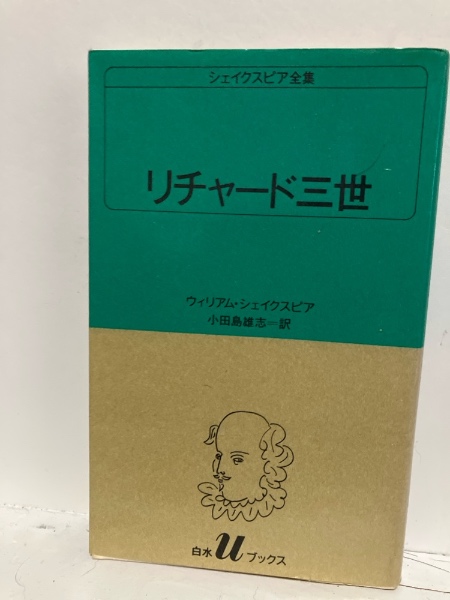 シェイクスピア全集
リチャード三世
ウィリアム・シェイクスピア
小田島雄志=訳
白水uブックス